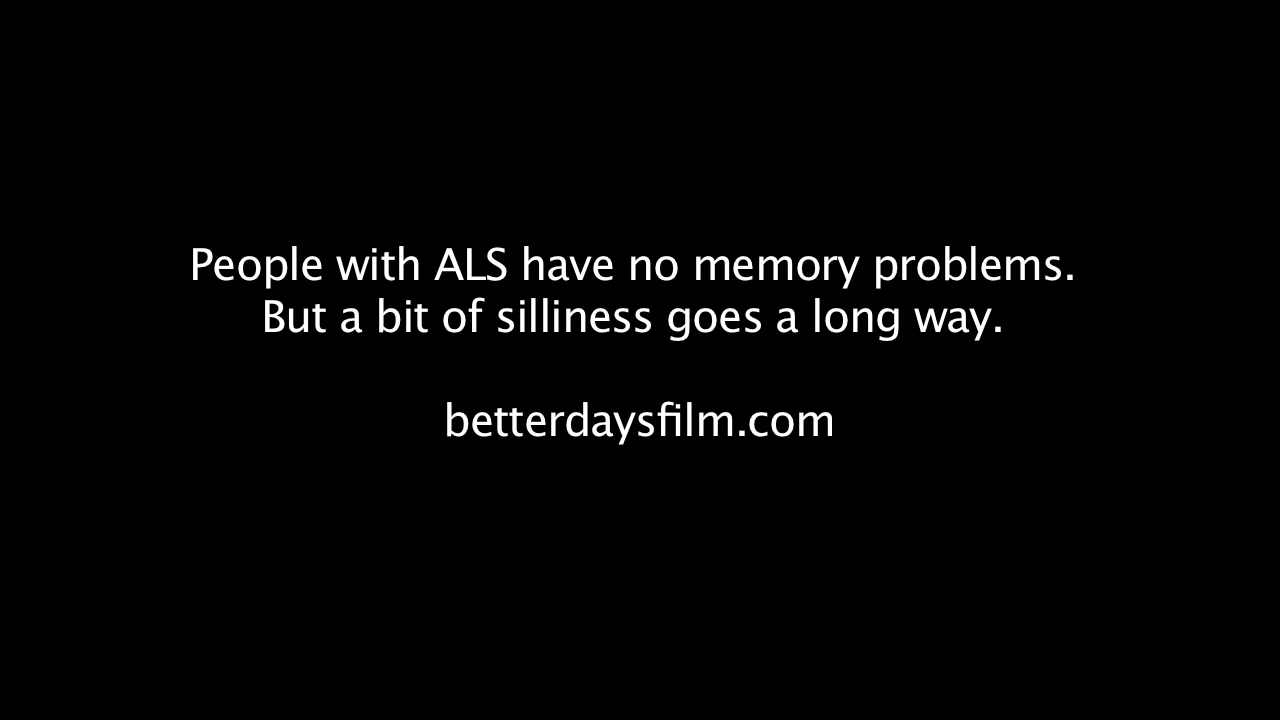 People with ALS have no memory problems.
But a bit of silliness goes a long way.
betterdaysfilm.com